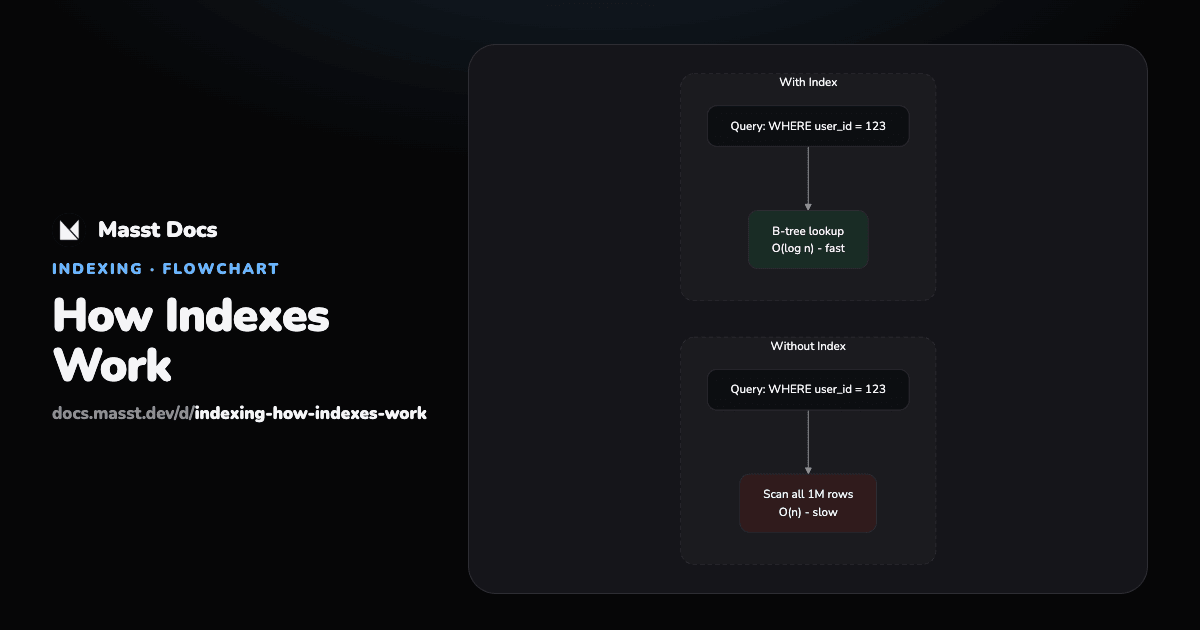 Masst Docs
INDEXING · FLOWCHART
How Indexes
Work
docs.masst.dev/d/indexing-how-indexes-work
With Index
Query: WHERE user_id = 123
B-tree lookup
O(log n) - fast
Without Index
Query: WHERE user_id = 123
Scan all 1M rows
O(n) - slow